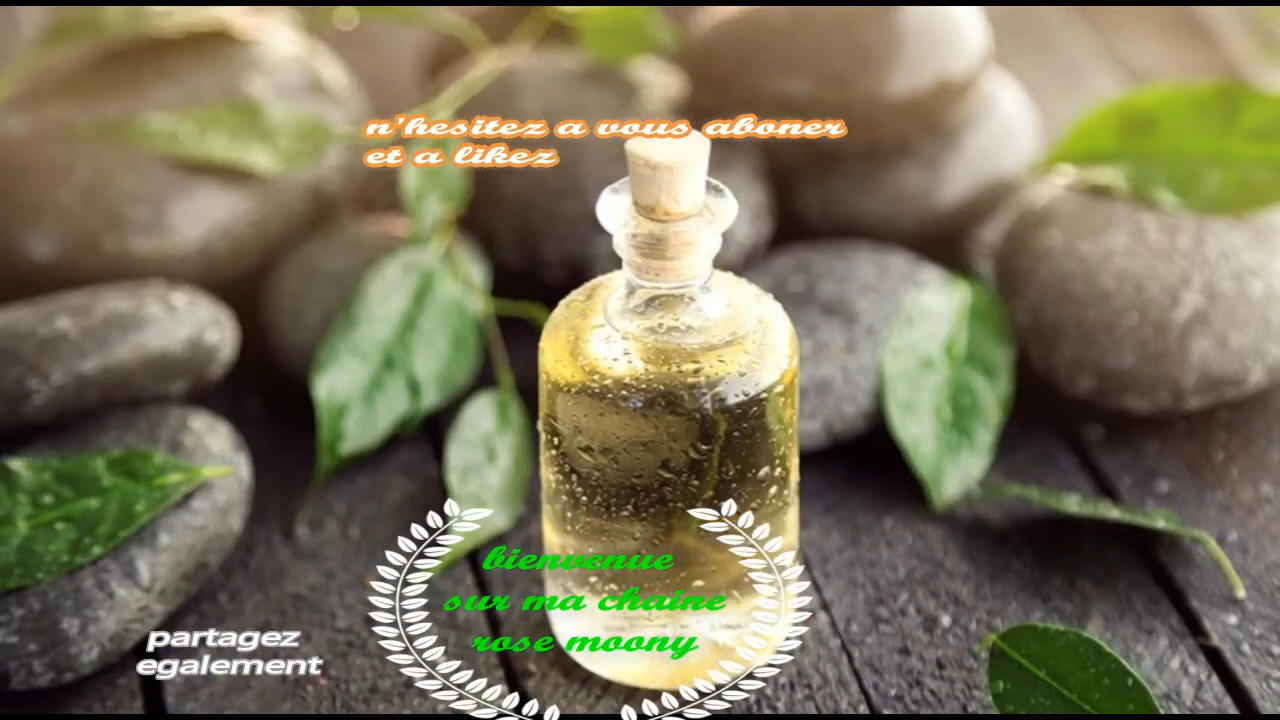 n'hesitez a vous aboner
et a likez
bienvenue
sur ma chaine
rose moony
partagez
egalement